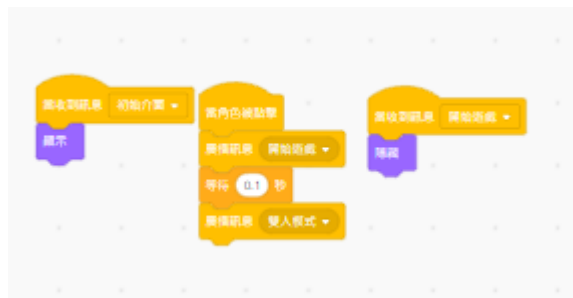 當收到訊息 初始介面
顯示
當角色被點擊
廣播訊息 開始遊戲
等待 0.1 秒
廣播訊息 雙人模式
當收到訊息 開始遊戲
隱藏